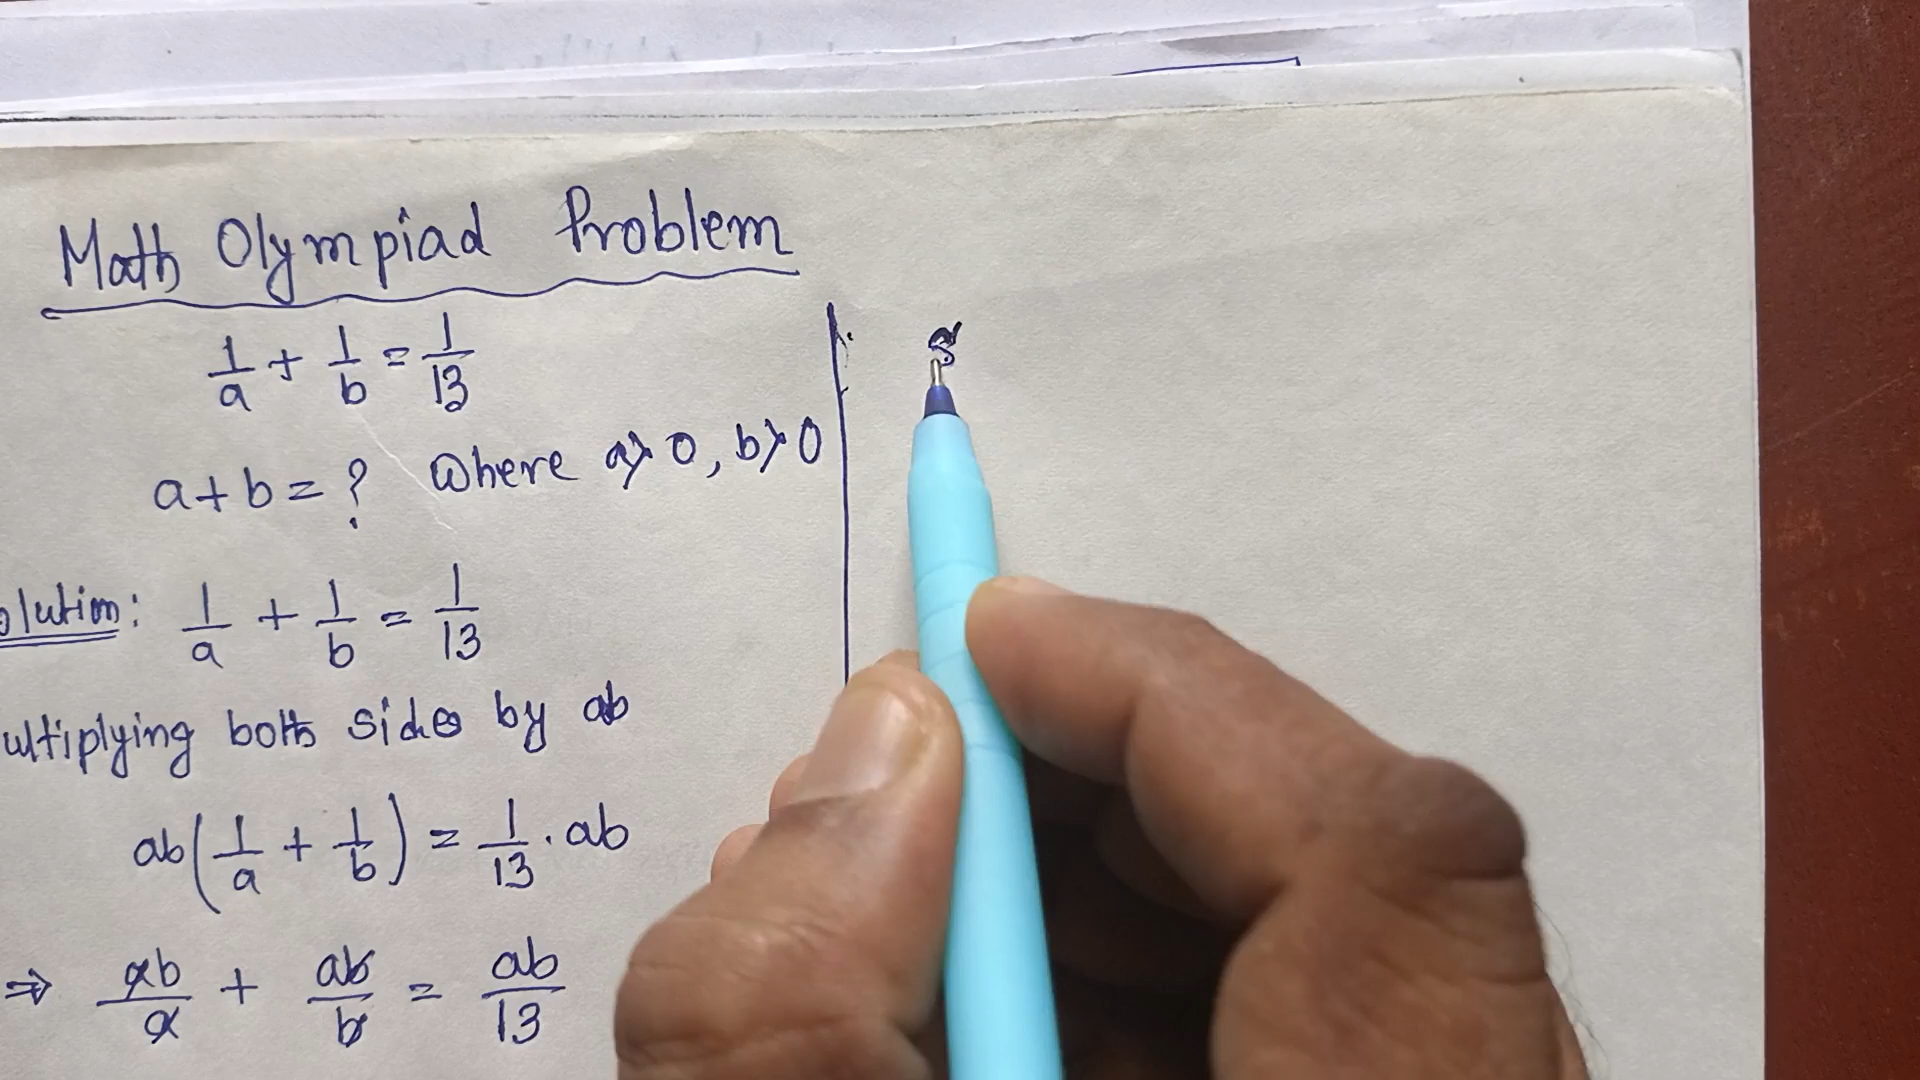 Math Olympiad Problem
1/a + 1/b = 1/13
a+b=? Where a>0, b>0
olution: 1/a + 1/b = 1/13
ultiplying both sides by ab
ab(1/a + 1/b) = 1/13 . ab
⇒ ab/a + ab/b = ab/13